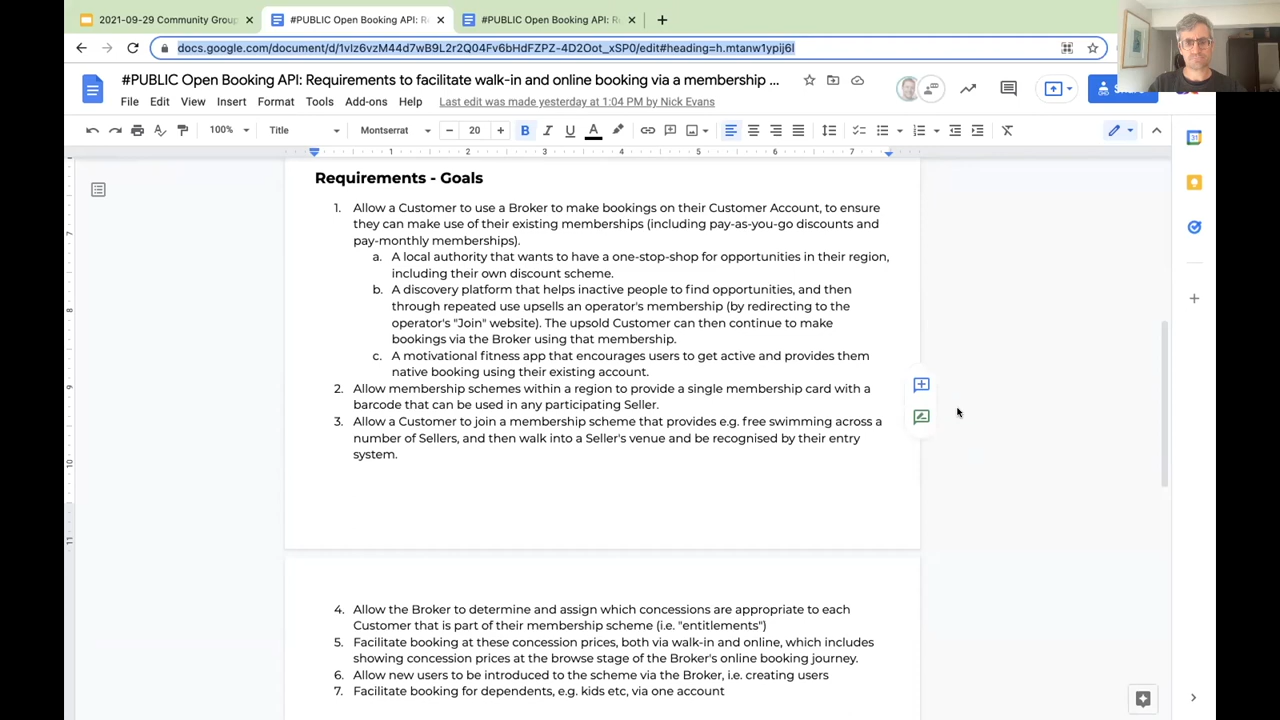 2021-09-29 Community Group
#PUBLIC Open Booking API: R
#PUBLIC Open Booking API: R
docs.google.com/document/d/1vIz6vzM44d7wB9L2r2Q04Fv6bHdFZPZ-4D2Oot_xSP0/edit#heading=h.mtanw1ypij6l
#PUBLIC Open Booking API: Requirements to facilitate walk-in and online booking via a membership ...
File Edit View Insert Format Tools Add-ons Help Last edit was made yesterday at 1:04 PM by Nick Evans
100% Title Montserrat 20 B I U A
1 2 3 4 5 6 7
Requirements - Goals
1. Allow a Customer to use a Broker to make bookings on their Customer Account, to ensure
they can make use of their existing memberships (including pay-as-you-go discounts and
pay-monthly memberships).
a. A local authority that wants to have a one-stop-shop for opportunities in their region,
including their own discount scheme.
b. A discovery platform that helps inactive people to find opportunities, and then
through repeated use upsells an operator's membership (by redirecting to the
operator's "Join" website). The upsold Customer can then continue to make
bookings via the Broker using that membership.
c. A motivational fitness app that encourages users to get active and provides them
native booking using their existing account.
2. Allow membership schemes within a region to provide a single membership card with a
barcode that can be used in any participating Seller.
3. Allow a Customer to join a membership scheme that provides e.g. free swimming across a
number of Sellers, and then walk into a Seller's venue and be recognised by their entry
system.
4. Allow the Broker to determine and assign which concessions are appropriate to each
Customer that is part of their membership scheme (i.e. "entitlements")
5. Facilitate booking at these concession prices, both via walk-in and online, which includes
showing concession prices at the browse stage of the Broker's online booking journey.
6. Allow new users to be introduced to the scheme via the Broker, i.e. creating users
7. Facilitate booking for dependents, e.g. kids etc, via one account
7
8
9
10
11